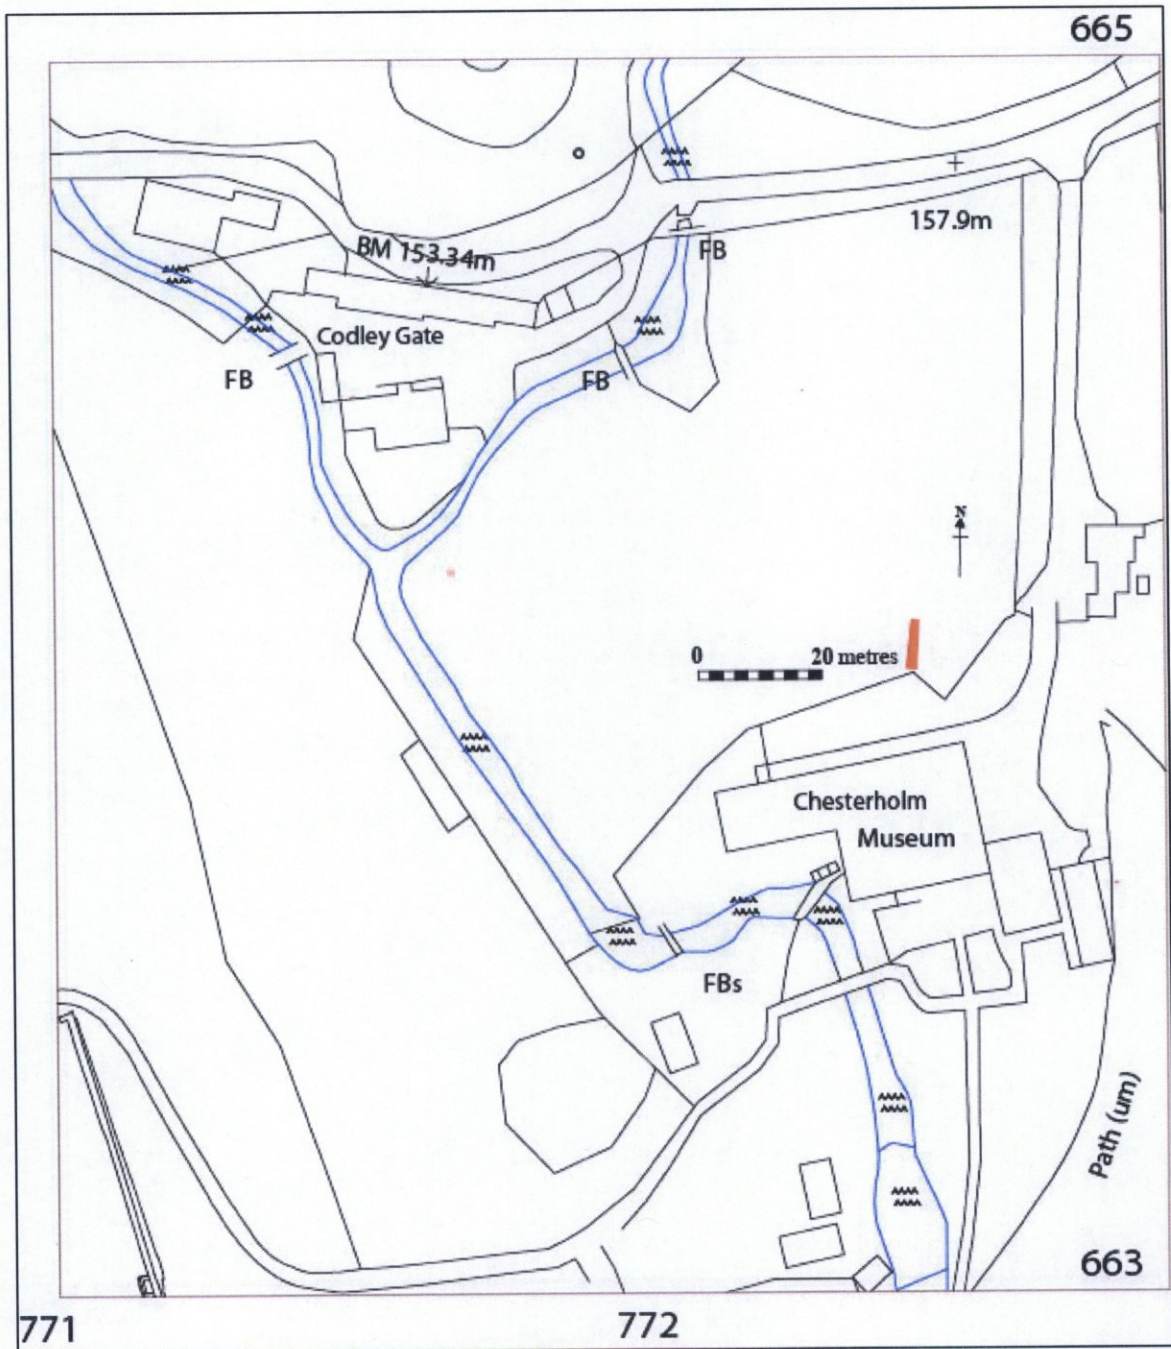 665
157.9m
FB
BM 153.34m
Codley Gate
FB
FB
N
0 20 metres
Chesterholm
Museum
FBs
Path (um)
663
771 772